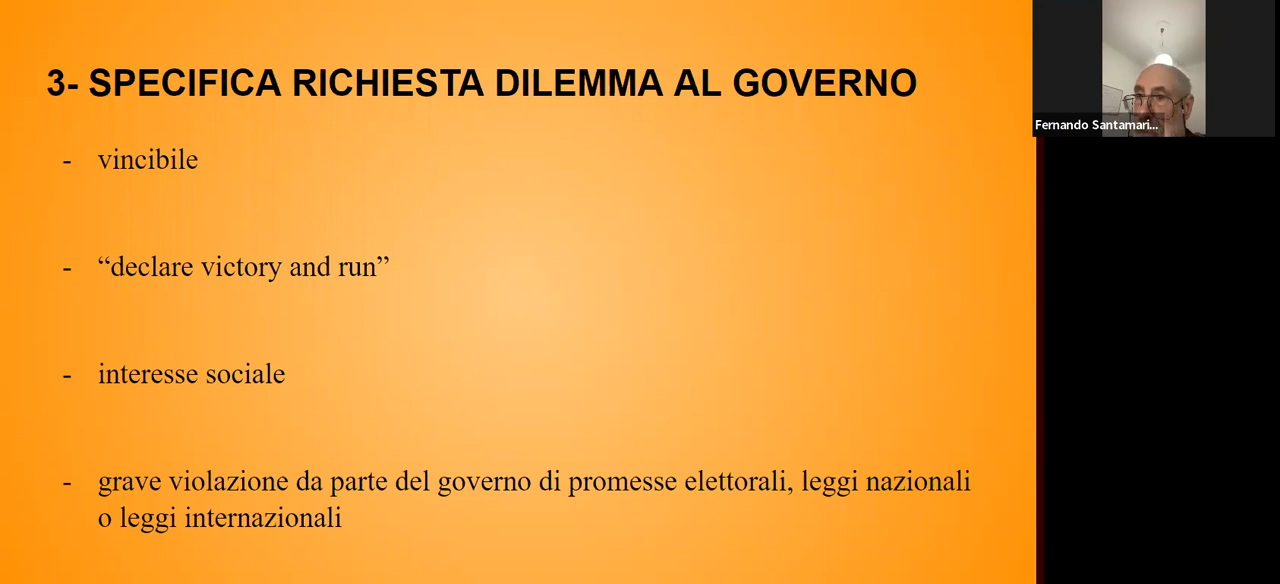 3- SPECIFICA RICHIESTA DILEMMA AL GOVERNO
- vincibile
- “declare victory and run”
- interesse sociale
- grave violazione da parte del governo di promesse elettorali, leggi nazionali
o leggi internazionali
Fernando Santamari...